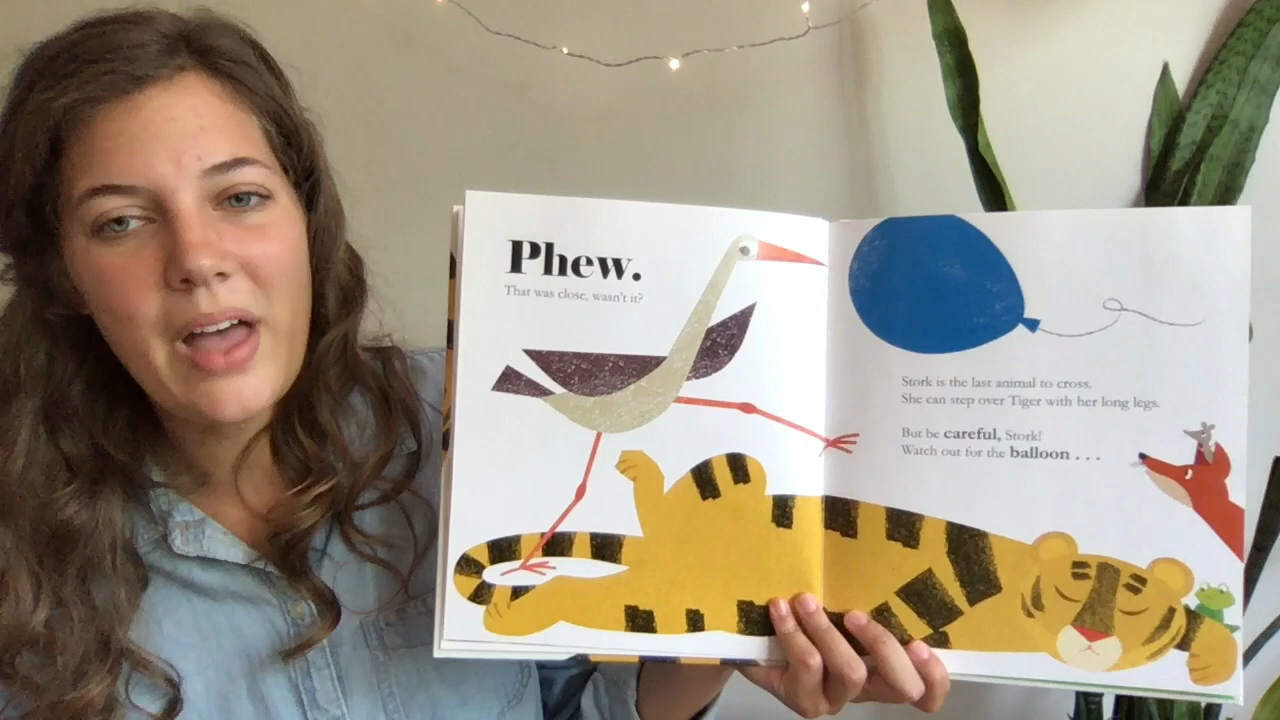 Phew.
That was close, wasn't it?
Stork is the last animal to cross.
She can step over Tiger with her long legs.
But be careful, Stork!
Watch out for the balloon . . .